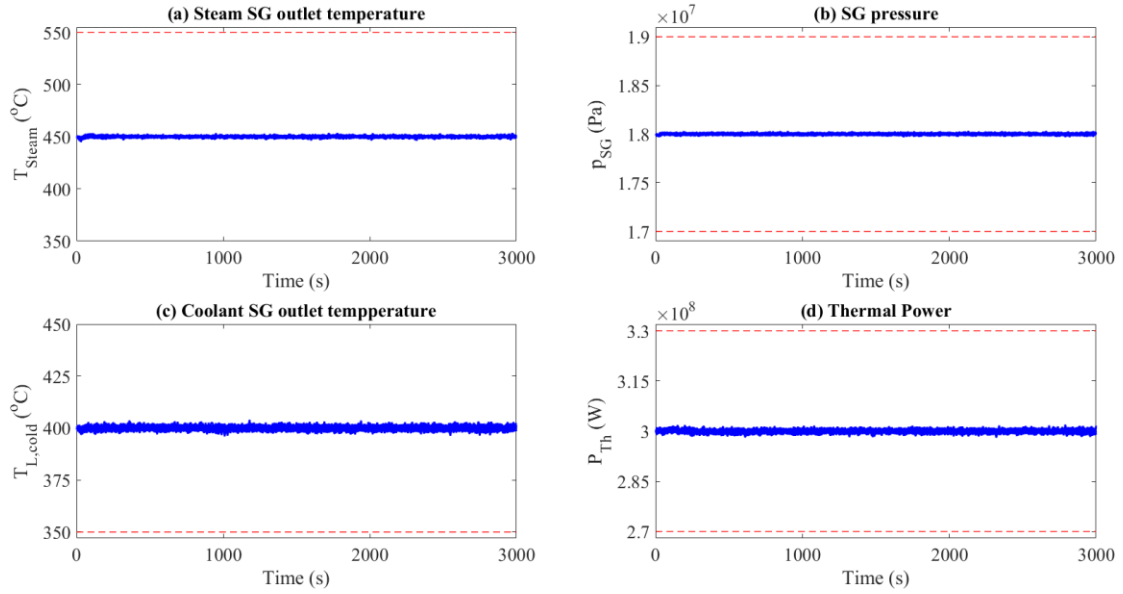 (a) Steam SG outlet temperature
550
500
450
400
350
T_Steam (°C)
0 1000 2000 3000
Time (s)
(b) SG pressure
×10^7
1.9
1.85
1.8
1.75
1.7
p_SG (Pa)
0 1000 2000 3000
Time (s)
(c) Coolant SG outlet tempperature
450
425
400
375
350
T_L,cold (°C)
0 1000 2000 3000
Time (s)
(d) Thermal Power
×10^8
3.3
3.15
3
2.85
2.7
P_Th (W)
0 1000 2000 3000
Time (s)